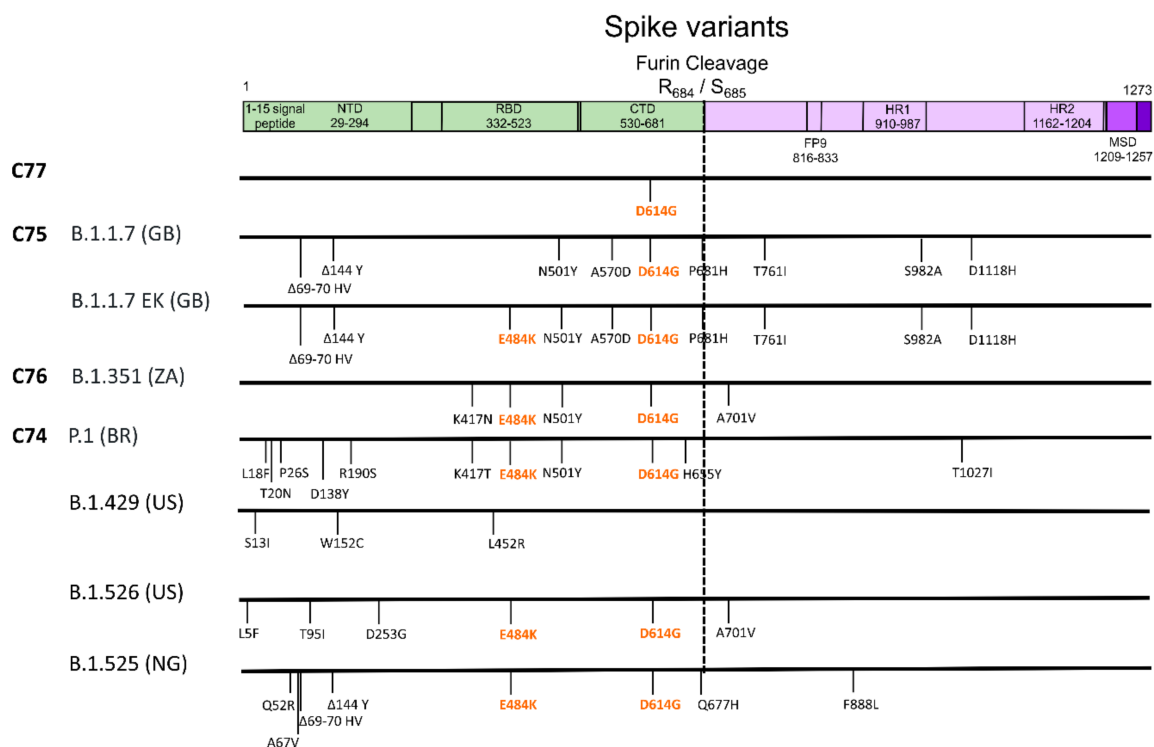 Spike variants
Furin Cleavage
1 R684 / S685 1273
1-15 signal peptide
NTD 29-294
RBD 332-523
CTD 530-681
HR1 910-987
HR2 1162-1204
FP9 816-833
MSD 1209-1257
C77
D614G
C75 B.1.1.7 (GB)
Δ69-70 HV Δ144 Y N501Y A570D D614G P681H T761I S982A D1118H
B.1.1.7 EK (GB)
Δ69-70 HV Δ144 Y E484K N501Y A570D D614G P681H T761I S982A D1118H
C76 B.1.351 (ZA)
K417N E484K N501Y D614G A701V
C74 P.1 (BR)
L18F T20N P26S D138Y R190S K417T E484K N501Y D614G H655Y T1027I
B.1.429 (US)
S13I W152C L452R
B.1.526 (US)
L5F T95I D253G E484K D614G A701V
B.1.525 (NG)
Q52R A67V Δ69-70 HV Δ144 Y E484K D614G Q677H F888L